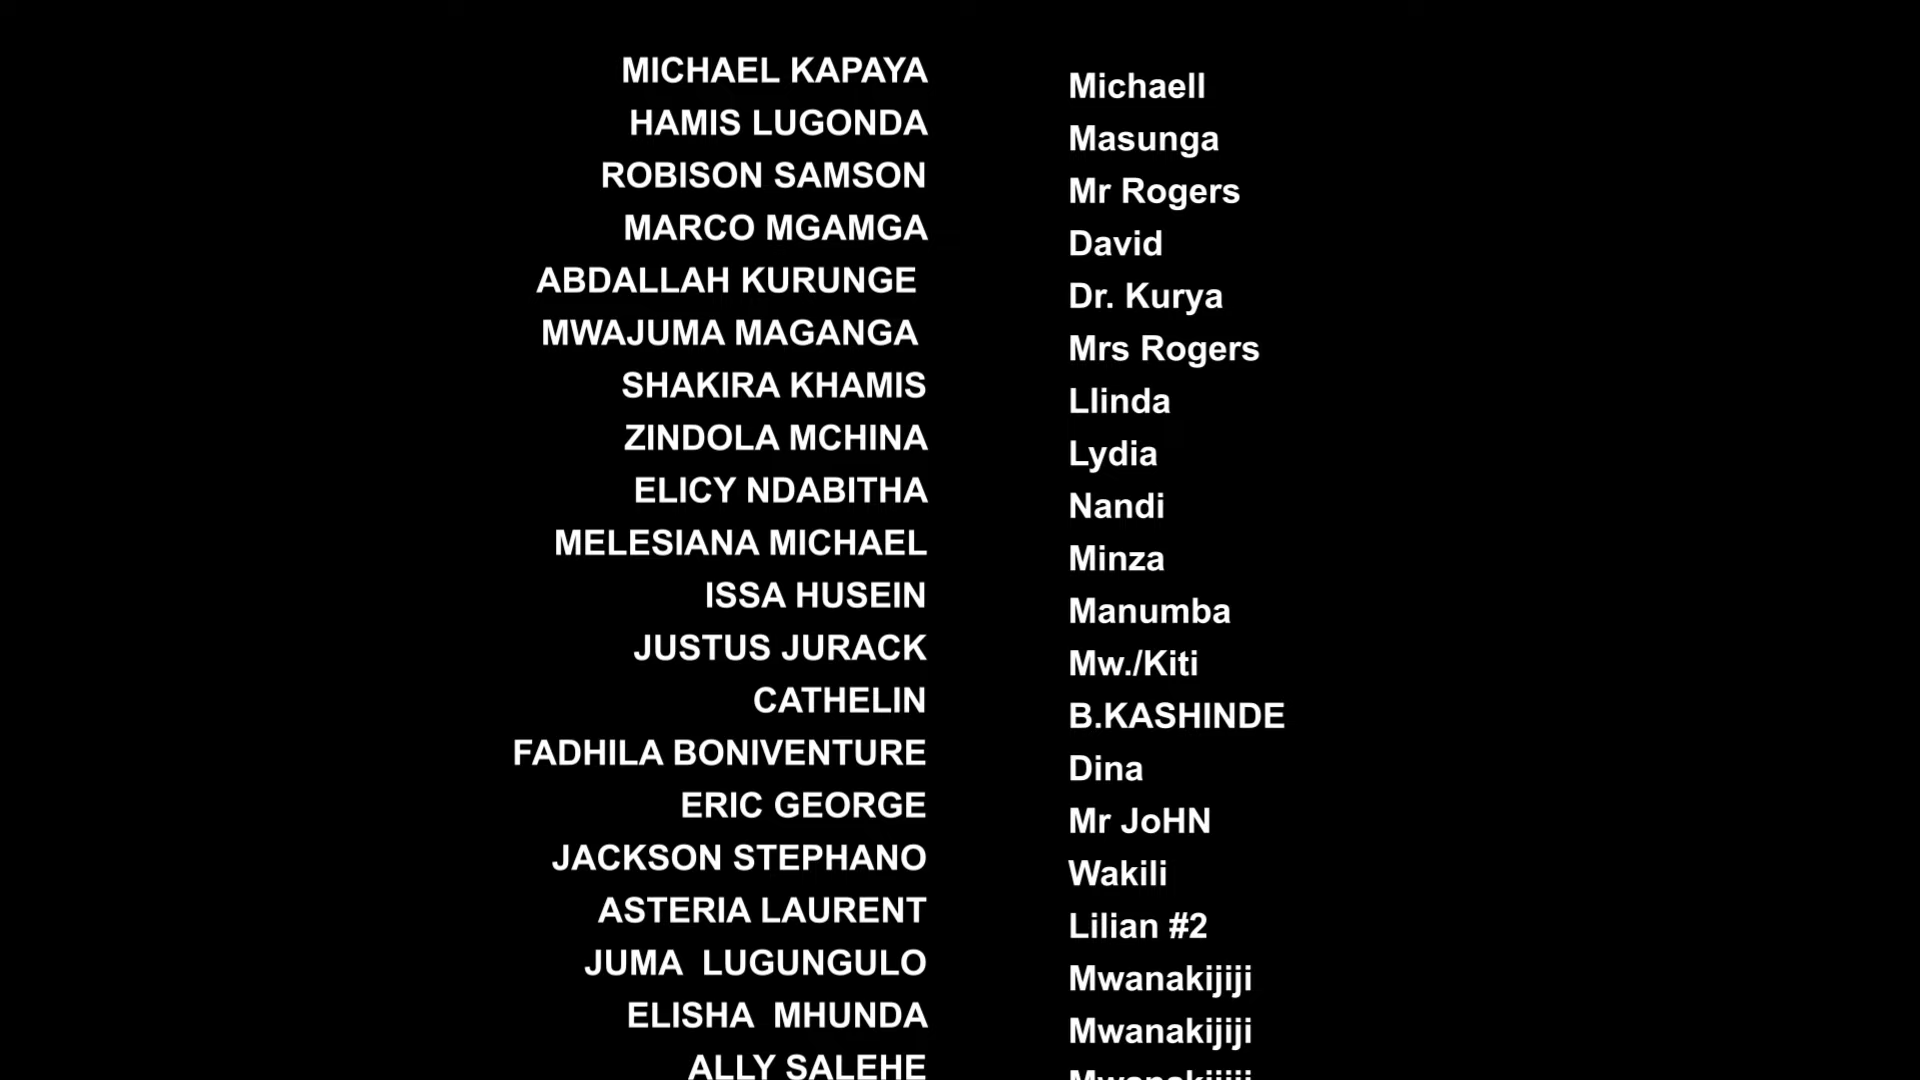 MICHAEL KAPAYA Michaell
HAMIS LUGONDA Masunga
ROBISON SAMSON Mr Rogers
MARCO MGAMGA David
ABDALLAH KURUNGE Dr. Kurya
MWAJUMA MAGANGA Mrs Rogers
SHAKIRA KHAMIS Llinda
ZINDOLA MCHINA Lydia
ELICY NDABITHA Nandi
MELESIANA MICHAEL Minza
ISSA HUSEIN Manumba
JUSTUS JURACK Mw./Kiti
CATHELIN B.KASHINDE
FADHILA BONIVENTURE Dina
ERIC GEORGE Mr JoHN
JACKSON STEPHANO Wakili
ASTERIA LAURENT Lilian #2
JUMA LUGUNGULO Mwanakijiji
ELISHA MHUNDA Mwanakijiji
ALLY SALEHE Mwanakijiji